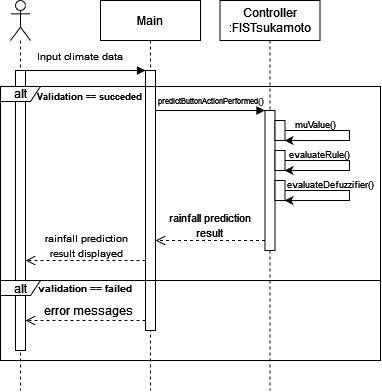 Main
Controller
:FISTsukamoto
Input climate data
alt
Validation == succeded
predictButtonActionPerformed()
muValue()
evaluateRule()
evaluateDefuzzifier()
rainfall prediction
result
rainfall prediction
result displayed
alt
validation == failed
error messages